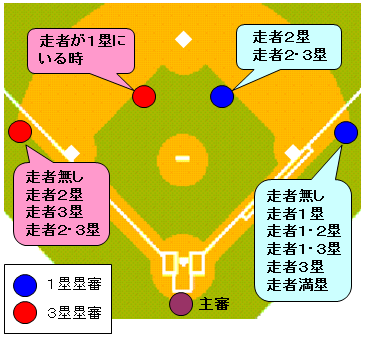 走者が１塁に
いる時
走者２塁
走者２・３塁
走者無し
走者２塁
走者３塁
走者２・３塁
走者無し
走者１塁
走者１・２塁
走者１・３塁
走者３塁
走者満塁
１塁塁審
３塁塁審
主審